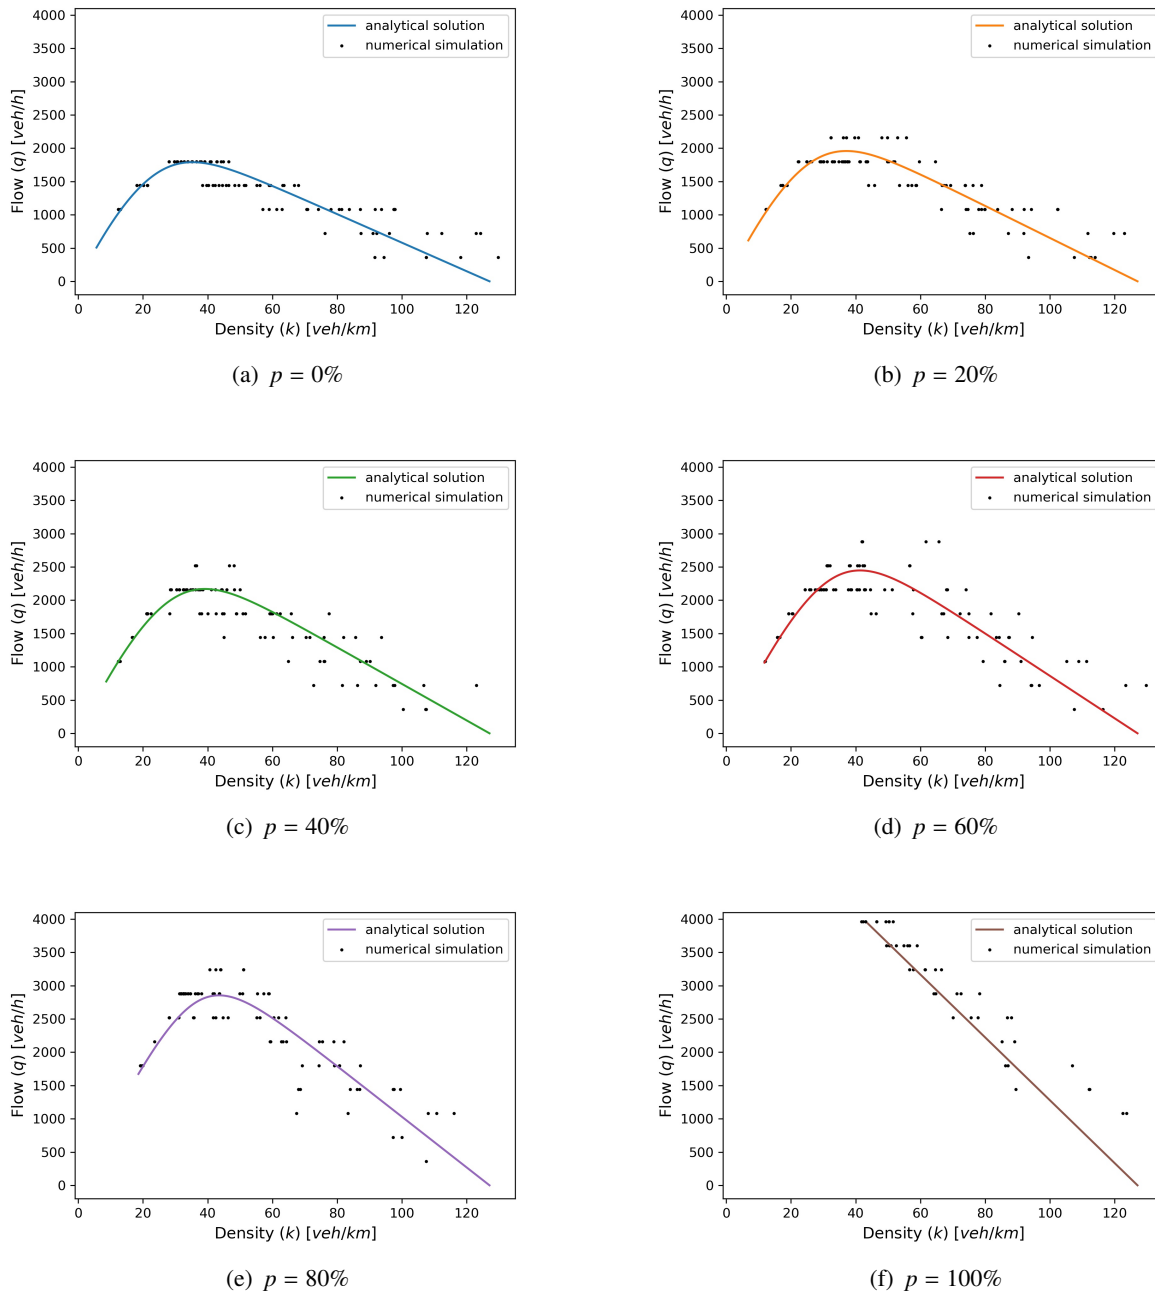 4000
3500
3000
2500
2000
1500
1000
500
0
Flow (q) [veh/h]
analytical solution
numerical simulation
0 20 40 60 80 100 120
Density (k) [veh/km]
(a) p = 0%
4000
3500
3000
2500
2000
1500
1000
500
0
Flow (q) [veh/h]
analytical solution
numerical simulation
0 20 40 60 80 100 120
Density (k) [veh/km]
(b) p = 20%
4000
3500
3000
2500
2000
1500
1000
500
0
Flow (q) [veh/h]
analytical solution
numerical simulation
0 20 40 60 80 100 120
Density (k) [veh/km]
(c) p = 40%
4000
3500
3000
2500
2000
1500
1000
500
0
Flow (q) [veh/h]
analytical solution
numerical simulation
0 20 40 60 80 100 120
Density (k) [veh/km]
(d) p = 60%
4000
3500
3000
2500
2000
1500
1000
500
0
Flow (q) [veh/h]
analytical solution
numerical simulation
0 20 40 60 80 100 120
Density (k) [veh/km]
(e) p = 80%
4000
3500
3000
2500
2000
1500
1000
500
0
Flow (q) [veh/h]
analytical solution
numerical simulation
0 20 40 60 80 100 120
Density (k) [veh/km]
(f) p = 100%